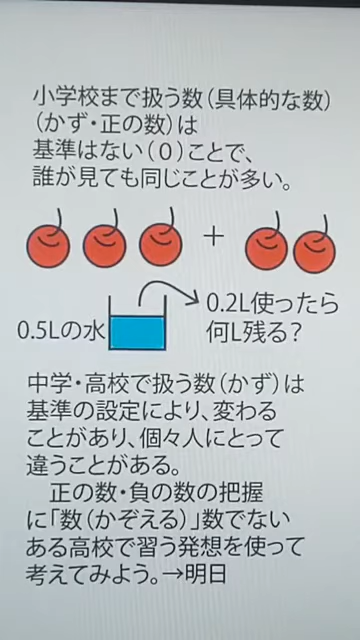 小学校まで扱う数(具体的な数)
(かず・正の数)は
基準はない(0)ことで、
誰が見ても同じことが多い。
+
0.5Lの水
0.2L使ったら
何L残る?
中学・高校で扱う数(かず)は
基準の設定により、変わる
ことがあり、個々人にとって
違うことがある。
正の数・負の数の把握
に「数(かぞえる)」数でない
ある高校で習う発想を使って
考えてみよう。→明日